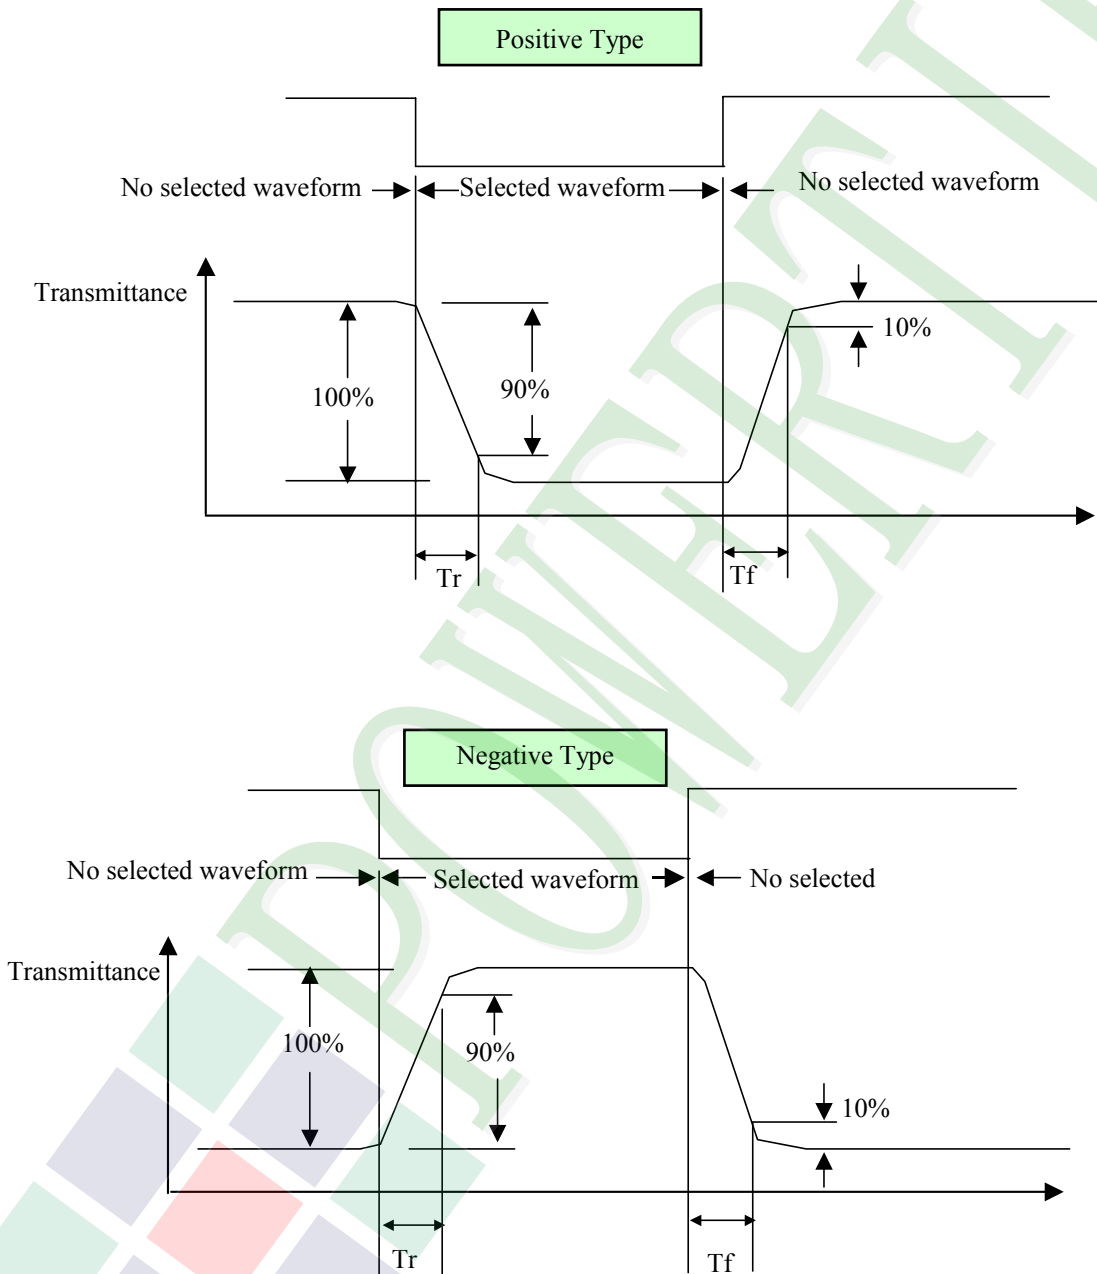 Positive Type
No selected waveform
Selected waveform
No selected waveform
Transmittance
10%
100%
90%
Tr
Tf
Negative Type
No selected waveform
Selected waveform
No selected
Transmittance
100%
90%
10%
Tr
Tf